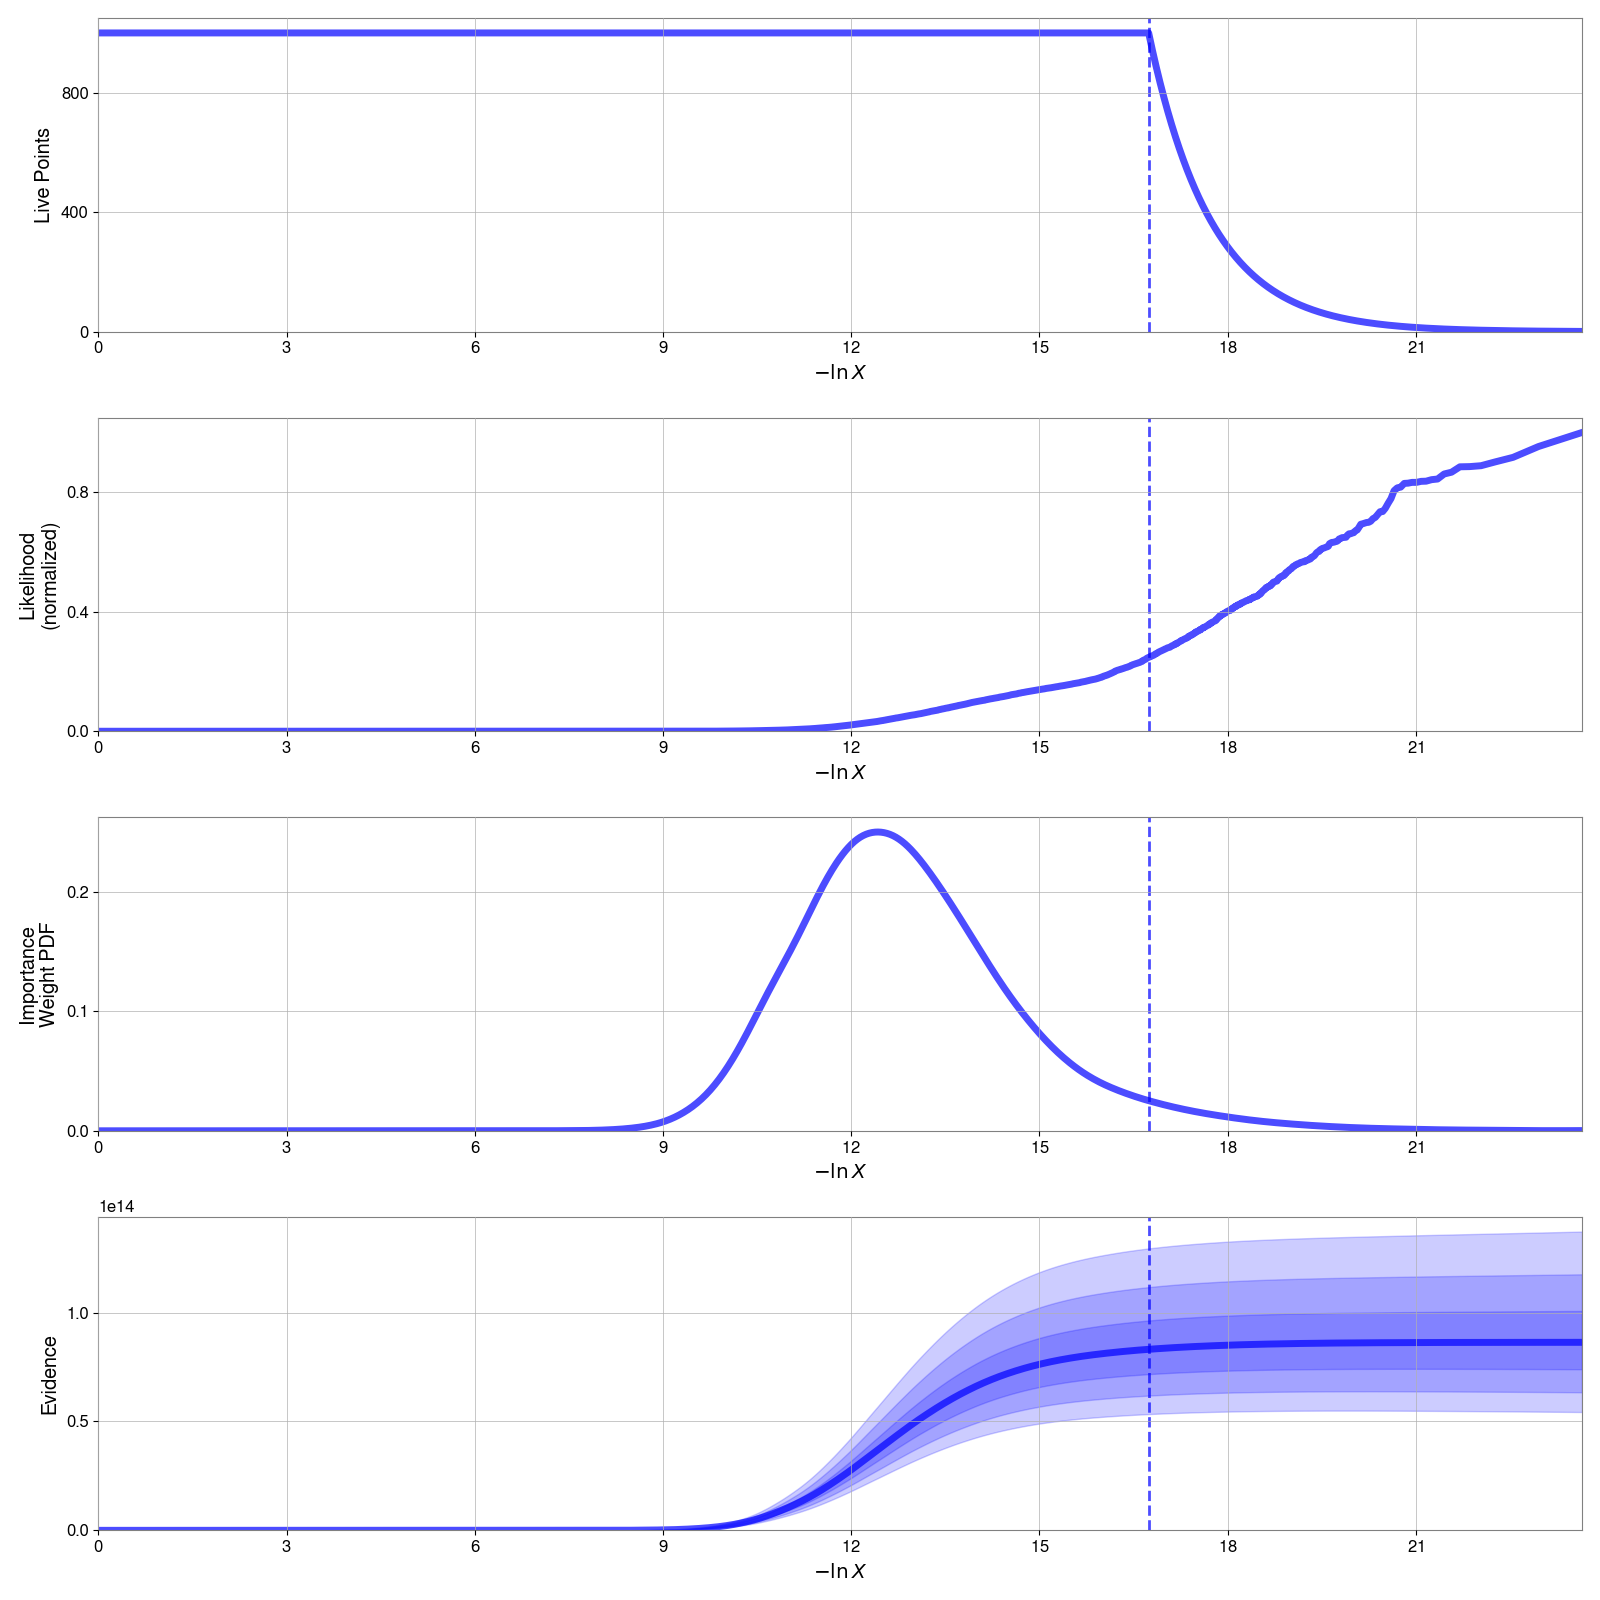 800
400
0
Live Points
0 3 6 9 12 15 18 21
−ln X
0.8
0.4
0.0
Likelihood
(normalized)
0 3 6 9 12 15 18 21
−ln X
0.2
0.1
0.0
Importance
Weight PDF
0 3 6 9 12 15 18 21
−ln X
1e14
1.0
0.5
0.0
Evidence
0 3 6 9 12 15 18 21
−ln X